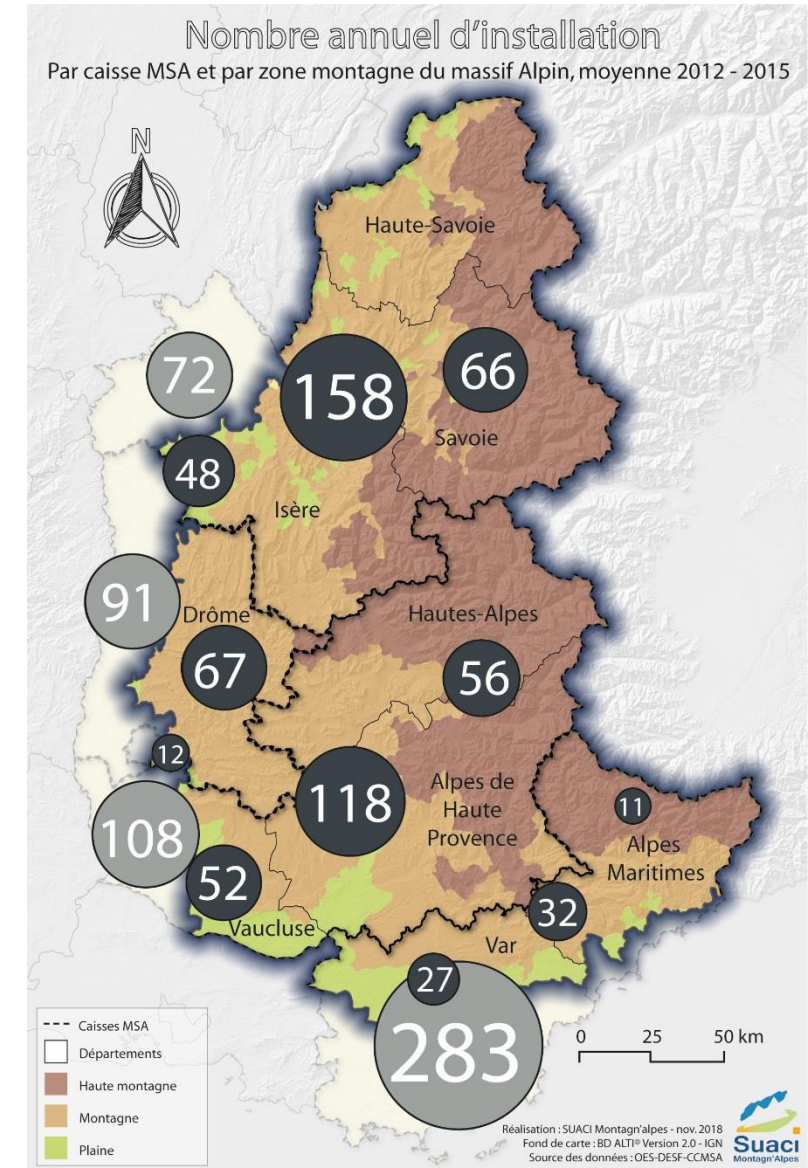 Nombre annuel d'installation
Par caisse MSA et par zone montagne du massif Alpin, moyenne 2012 - 2015
N
Haute-Savoie
72
158
66
Savoie
48
Isère
91
Drôme
Hautes-Alpes
67
56
12
118
Alpes de
Haute
Provence
11
108
Alpes
Maritimes
52
32
Vaucluse
Var
27
283
0 25 50 km
Caisses MSA
Départements
Haute montagne
Montagne
Plaine
Réalisation : SUACI Montagn'alpes - nov. 2018
Fond de carte : BD ALTI® Version 2.0 - IGN
Source des données : OES-DESF-CCMSA
Suaci
Montagn'Alpes